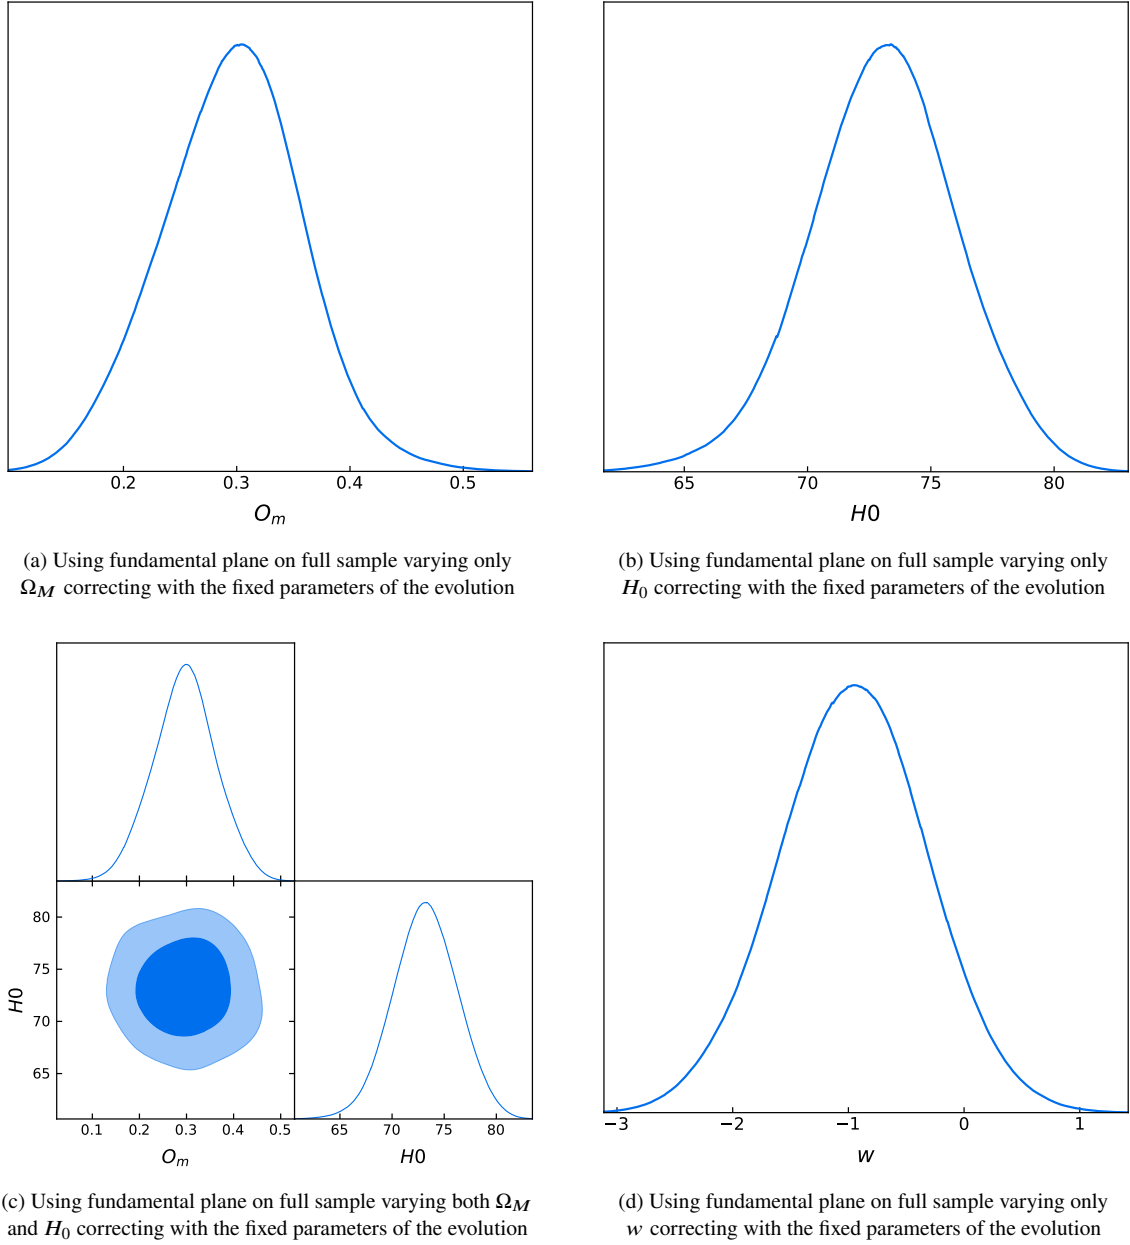 0.2 0.3 0.4 0.5
O_m
65 70 75 80
H0
(a) Using fundamental plane on full sample varying only
Ω_M correcting with the fixed parameters of the evolution
(b) Using fundamental plane on full sample varying only
H_0 correcting with the fixed parameters of the evolution
80
75
70
65
H0
0.1 0.2 0.3 0.4 0.5
O_m
65 70 75 80
H0
−3 −2 −1 0 1
w
(c) Using fundamental plane on full sample varying both Ω_M
and H_0 correcting with the fixed parameters of the evolution
(d) Using fundamental plane on full sample varying only
w correcting with the fixed parameters of the evolution